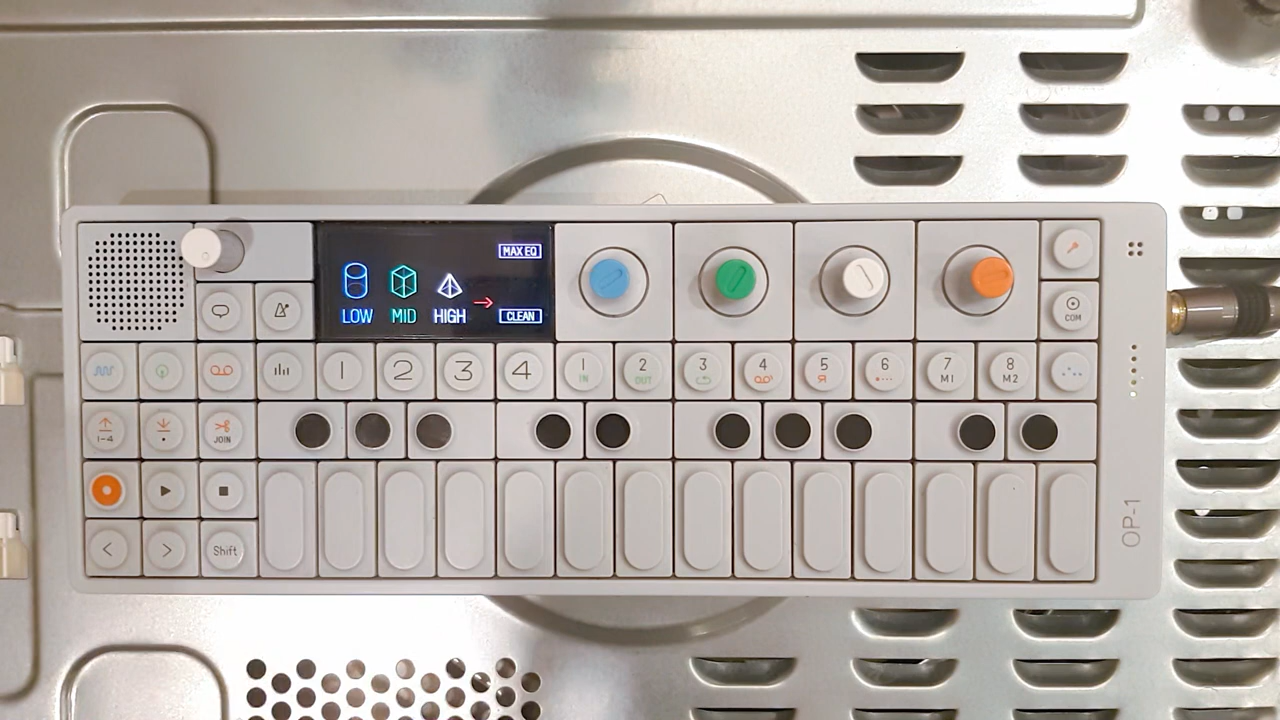 MAX EQ
LOW MID HIGH CLEAN
COM
1 2 3 4 1 2 3 4 5 6 7 8
IN OUT M1 M2
1-4 JOIN
Shift
OP-1